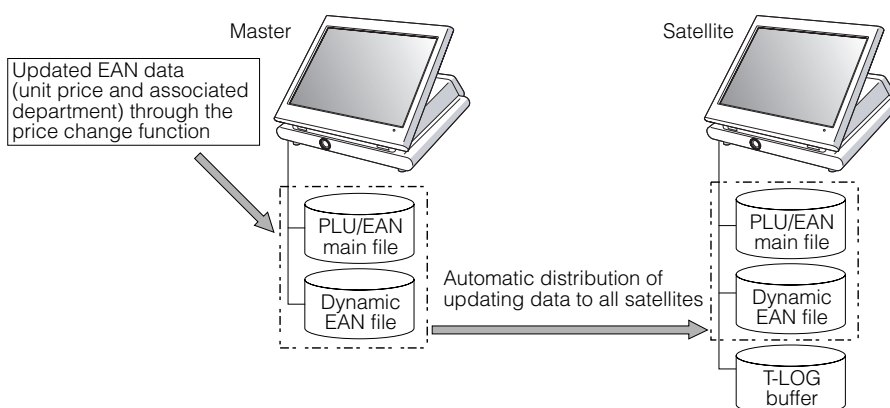 Master
Satellite
Updated EAN data
(unit price and associated
department) through the
price change function
PLU/EAN
main file
Dynamic
EAN file
Automatic distribution of
updating data to all satellites
PLU/EAN
main file
Dynamic
EAN file
T-LOG
buffer